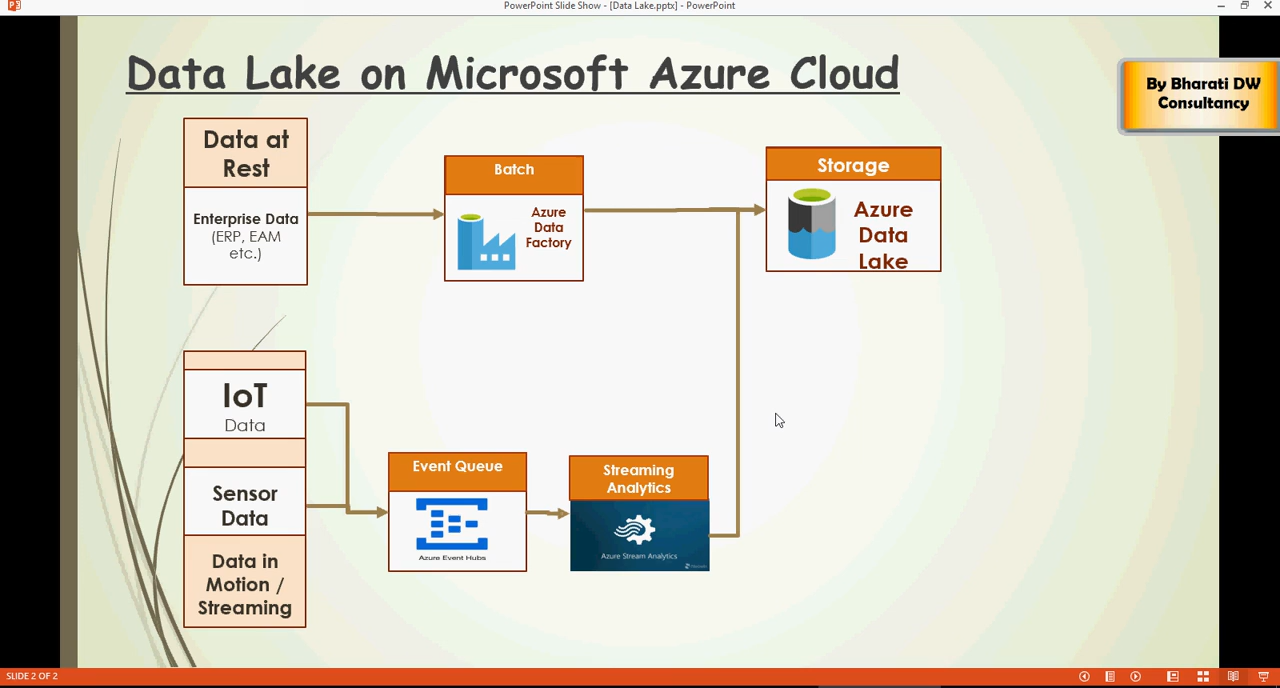 PowerPoint Slide Show - [Data Lake.pptx] - PowerPoint
Data Lake on Microsoft Azure Cloud
By Bharati DW
Consultancy
Data at
Rest
Enterprise Data
(ERP, EAM
etc.)
Batch
Azure
Data
Factory
Storage
Azure
Data
Lake
IoT
Data
Sensor
Data
Data in
Motion /
Streaming
Event Queue
Azure Event Hubs
Streaming
Analytics
Azure Stream Analytics
SLIDE 2 OF 2